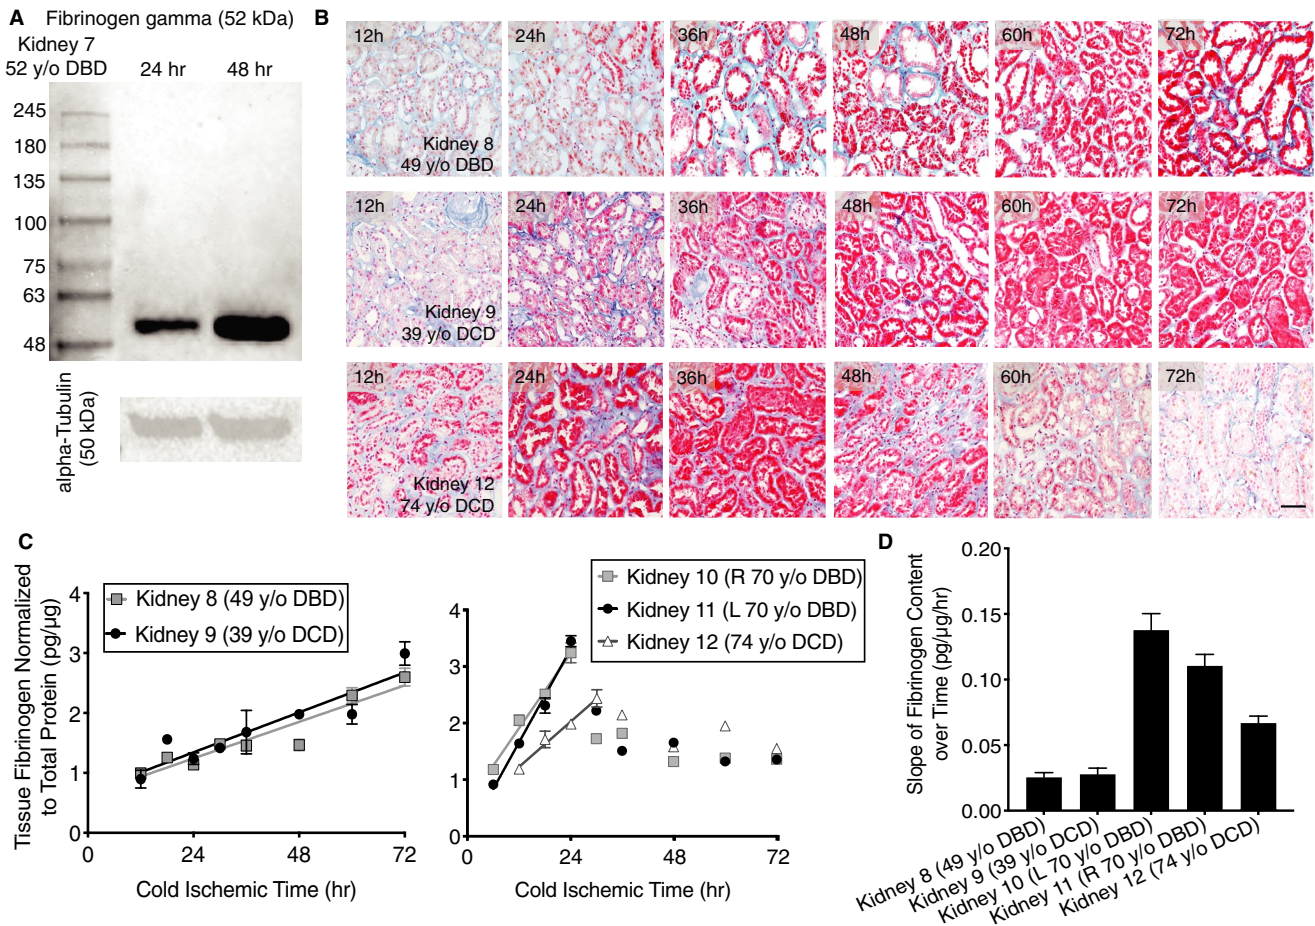 A
Fibrinogen gamma (52 kDa)
Kidney 7
52 y/o DBD
24 hr
48 hr
245
180
135
100
75
63
48
alpha-Tubulin
(50 kDa)
B
12h
24h
36h
48h
60h
72h
Kidney 8
49 y/o DBD
12h
24h
36h
48h
60h
72h
Kidney 9
39 y/o DCD
12h
24h
36h
48h
60h
72h
Kidney 12
74 y/o DCD
C
Tissue Fibrinogen Normalized
to Total Protein (pg/µg)
4
3
2
1
0
0
24
48
72
Cold Ischemic Time (hr)
Kidney 8 (49 y/o DBD)
Kidney 9 (39 y/o DCD)
4
3
2
1
0
0
24
48
72
Cold Ischemic Time (hr)
Kidney 10 (R 70 y/o DBD)
Kidney 11 (L 70 y/o DBD)
Kidney 12 (74 y/o DCD)
D
Slope of Fibrinogen Content
over Time (pg/µg/hr)
0.20
0.15
0.10
0.05
0.00
Kidney 8 (49 y/o DBD)
Kidney 9 (39 y/o DCD)
Kidney 10 (L 70 y/o DBD)
Kidney 11 (R 70 y/o DBD)
Kidney 12 (74 y/o DCD)